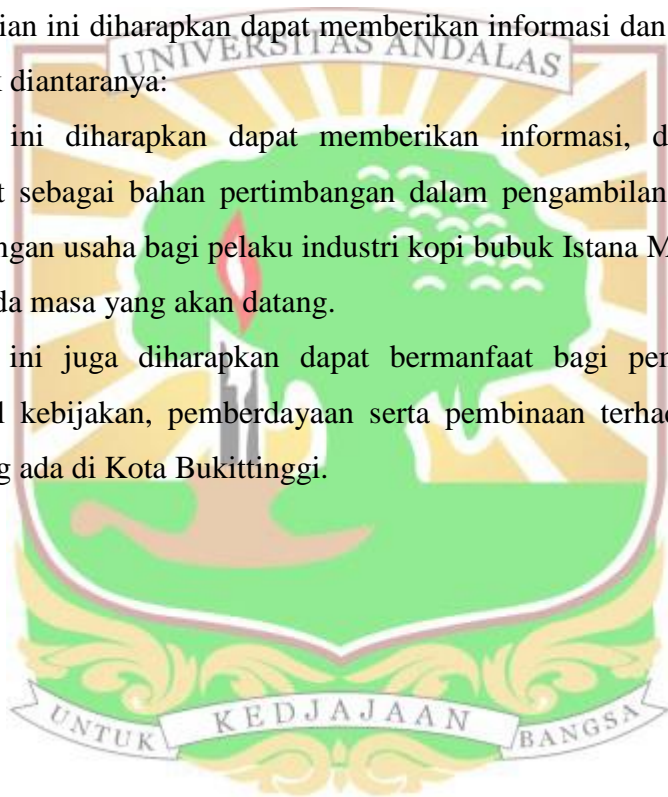 ian ini diharapkan dapat memberikan informasi dan
UNIVERSITAS ANDALAS
diantaranya:
ini diharapkan dapat memberikan informasi, d
t sebagai bahan pertimbangan dalam pengambilan
ngan usaha bagi pelaku industri kopi bubuk Istana M
da masa yang akan datang.
ini juga diharapkan dapat bermanfaat bagi per
l kebijakan, pemberdayaan serta pembinaan terhad
g ada di Kota Bukittinggi.
UNTUK KEDJAJAAN BANGSA